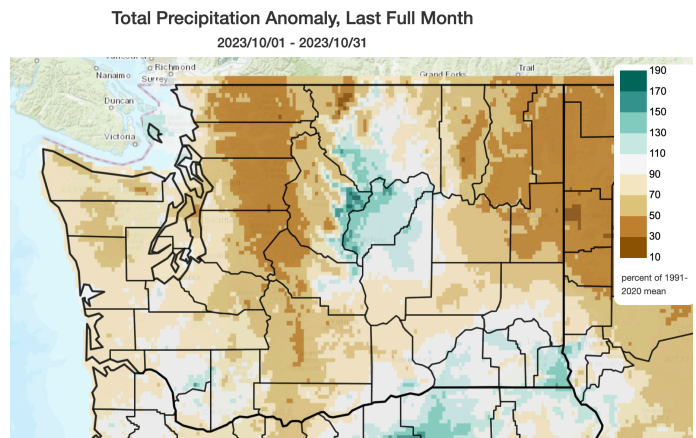 Total Precipitation Anomaly, Last Full Month
2023/10/01 - 2023/10/31
Richmond
Nanaimo
Surrey
Grand Forks
Trail
Duncan
Victoria
190
170
150
130
110
90
70
50
30
10
percent of 1991-
2020 mean